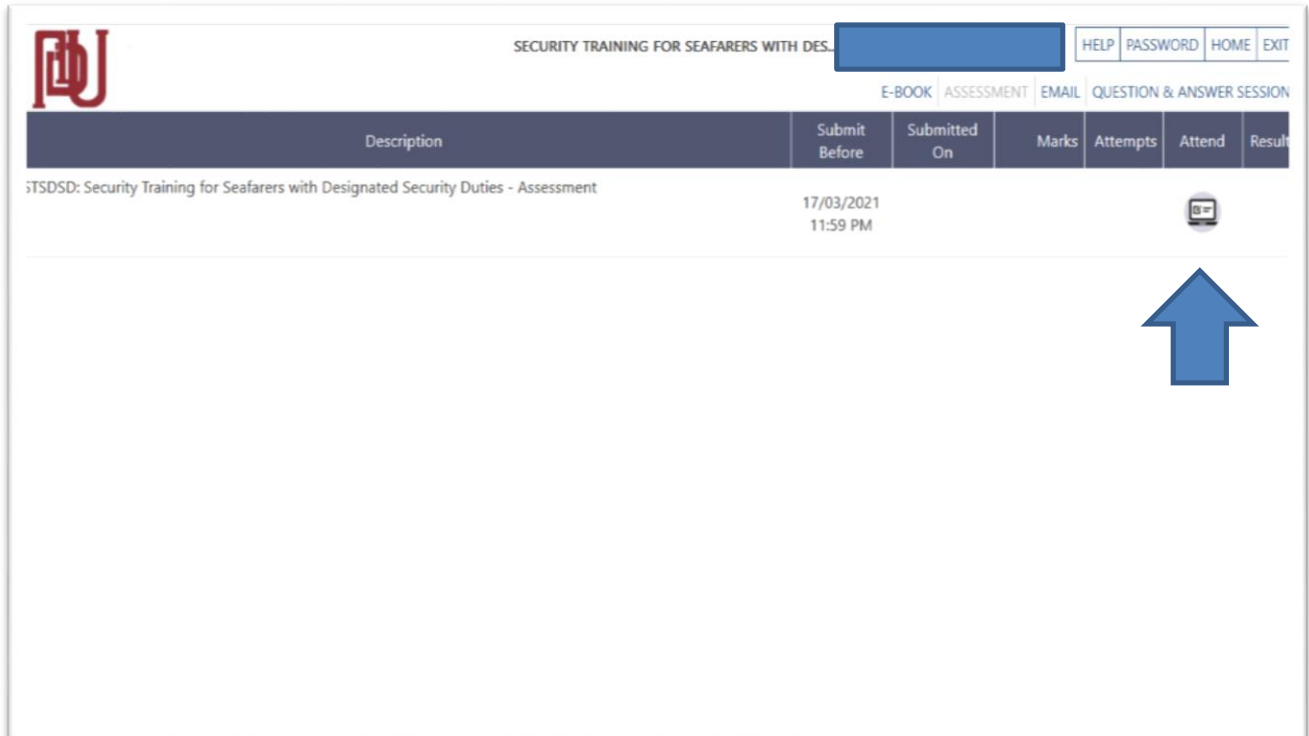 SECURITY TRAINING FOR SEAFARERS WITH DES... HELP PASSWORD HOME EXIT
E-BOOK ASSESSMENT EMAIL QUESTION & ANSWER SESSION
Description Submit Before Submitted On Marks Attempts Attend Result
STSDSD: Security Training for Seafarers with Designated Security Duties - Assessment
17/03/2021
11:59 PM